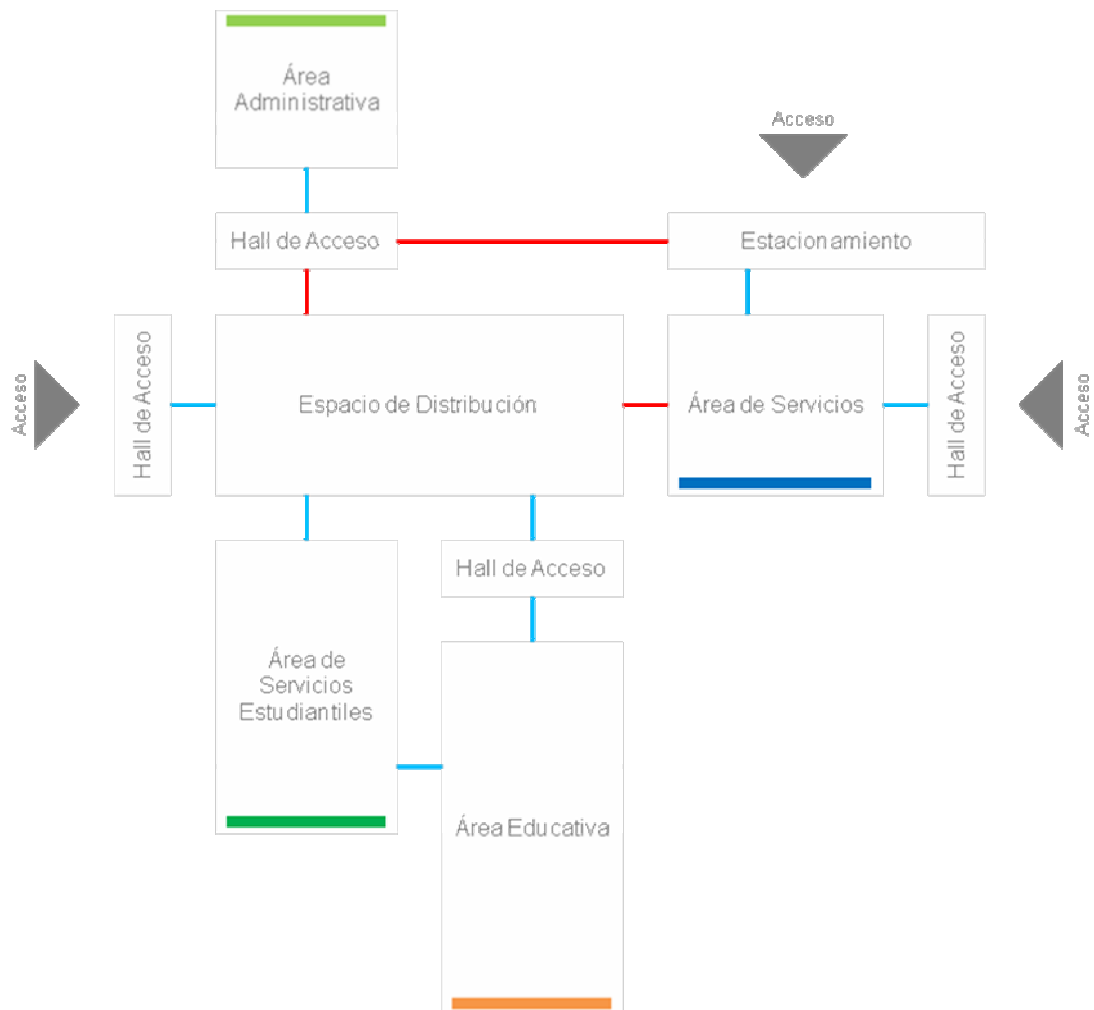 Área
Administrativa
Acceso
Hall de Acceso
Estacionamiento
Acceso
Hall de Acceso
Espacio de Distribución
Área de Servicios
Hall de Acceso
Acceso
Hall de Acceso
Área de
Servicios
Estudiantiles
Área Educativa